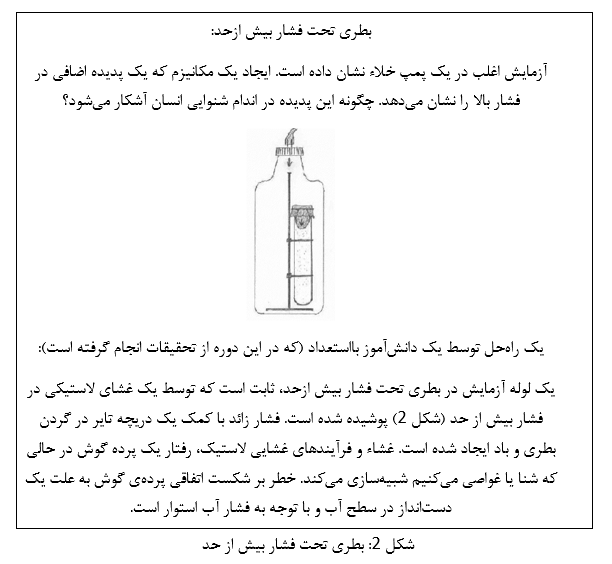 بطری تحت فشار بیش ازحد:
آزمایش اغلب در یک پمپ خلاء نشان داده است. ایجاد یک مکانیزم که یک پدیده اضافی در
فشار بالا را نشان می‌دهد. چگونه این پدیده در اندام شنوایی انسان آشکار می‌شود؟
یک راه‌حل توسط یک دانش‌آموز بااستعداد (که در این دوره از تحقیقات انجام گرفته است):
یک لوله آزمایش در بطری تحت فشار بیش ازحد، ثابت است که توسط یک غشای لاستیکی در
فشار بیش از حد (شکل 2) پوشیده شده است. فشار زائد با کمک یک دریچه تایر در گردن
بطری و باد ایجاد شده است. غشاء و فرآیندهای غشایی لاستیک، رفتار یک پرده گوش در حالی
که شنا یا غواصی می‌کنیم شبیه‌سازی می‌کند. خطر بر شکست اتفاقی پرده‌ی گوش به علت یک
دست‌انداز در سطح آب و با توجه به فشار آب استوار است.
شکل 2: بطری تحت فشار بیش از حد